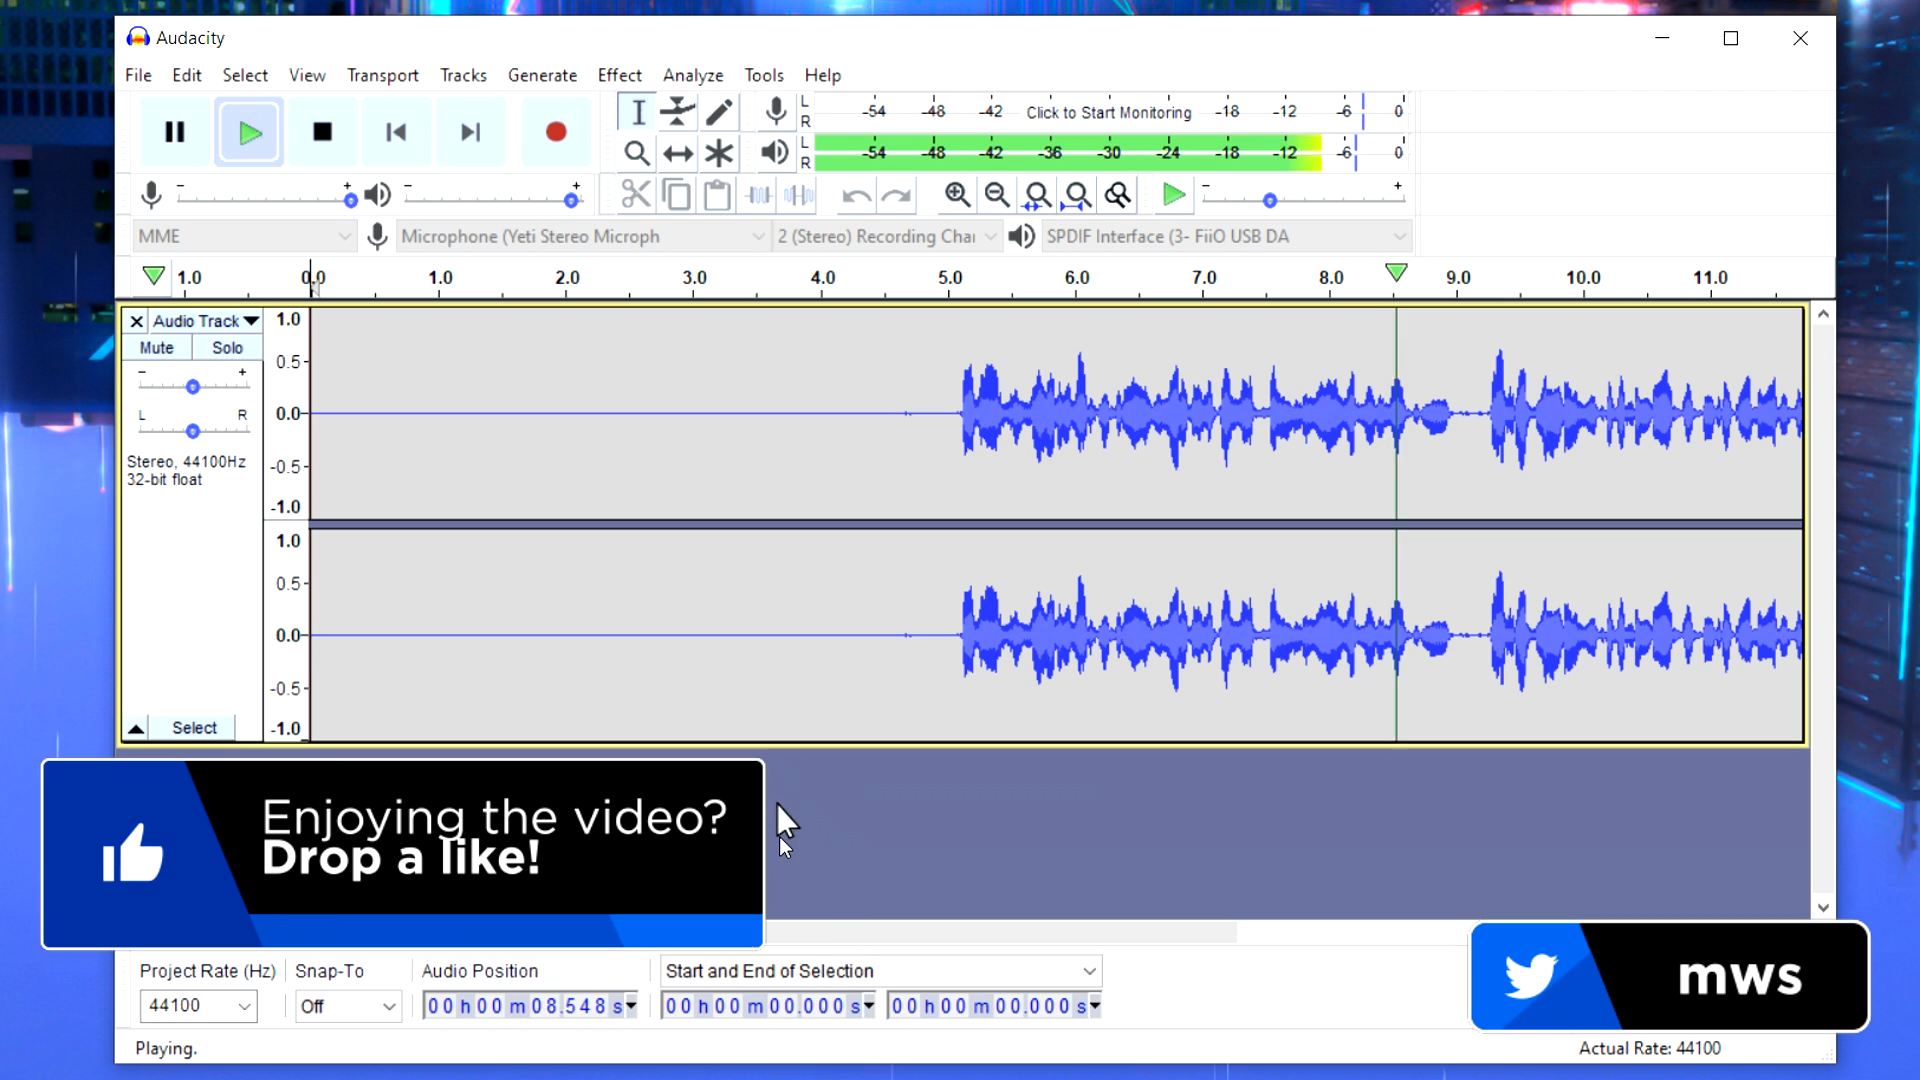 Audacity
File Edit Select View Transport Tracks Generate Effect Analyze Tools Help
L R -54 -48 -42 Click to Start Monitoring -18 -12 -6 0
L R -54 -48 -42 -36 -30 -24 -18 -12 -6 0
- + - + - +
MME Microphone (Yeti Stereo Microph 2 (Stereo) Recording Chai SPDIF Interface (3- FiiO USB DA
1.0 0.0 1.0 2.0 3.0 4.0 5.0 6.0 7.0 8.0 9.0 10.0 11.0
Audio Track 1.0
Mute Solo
0.5
- +
L R 0.0
Stereo, 44100Hz -0.5
32-bit float
-1.0
1.0
0.5
0.0
-0.5
Select -1.0
Enjoying the video?
Drop a like!
mws
Project Rate (Hz) Snap-To Audio Position Start and End of Selection
44100 Off 00 h 00 m 08.548 s 00 h 00 m 00.000 s 00 h 00 m 00.000 s
Playing. Actual Rate: 44100